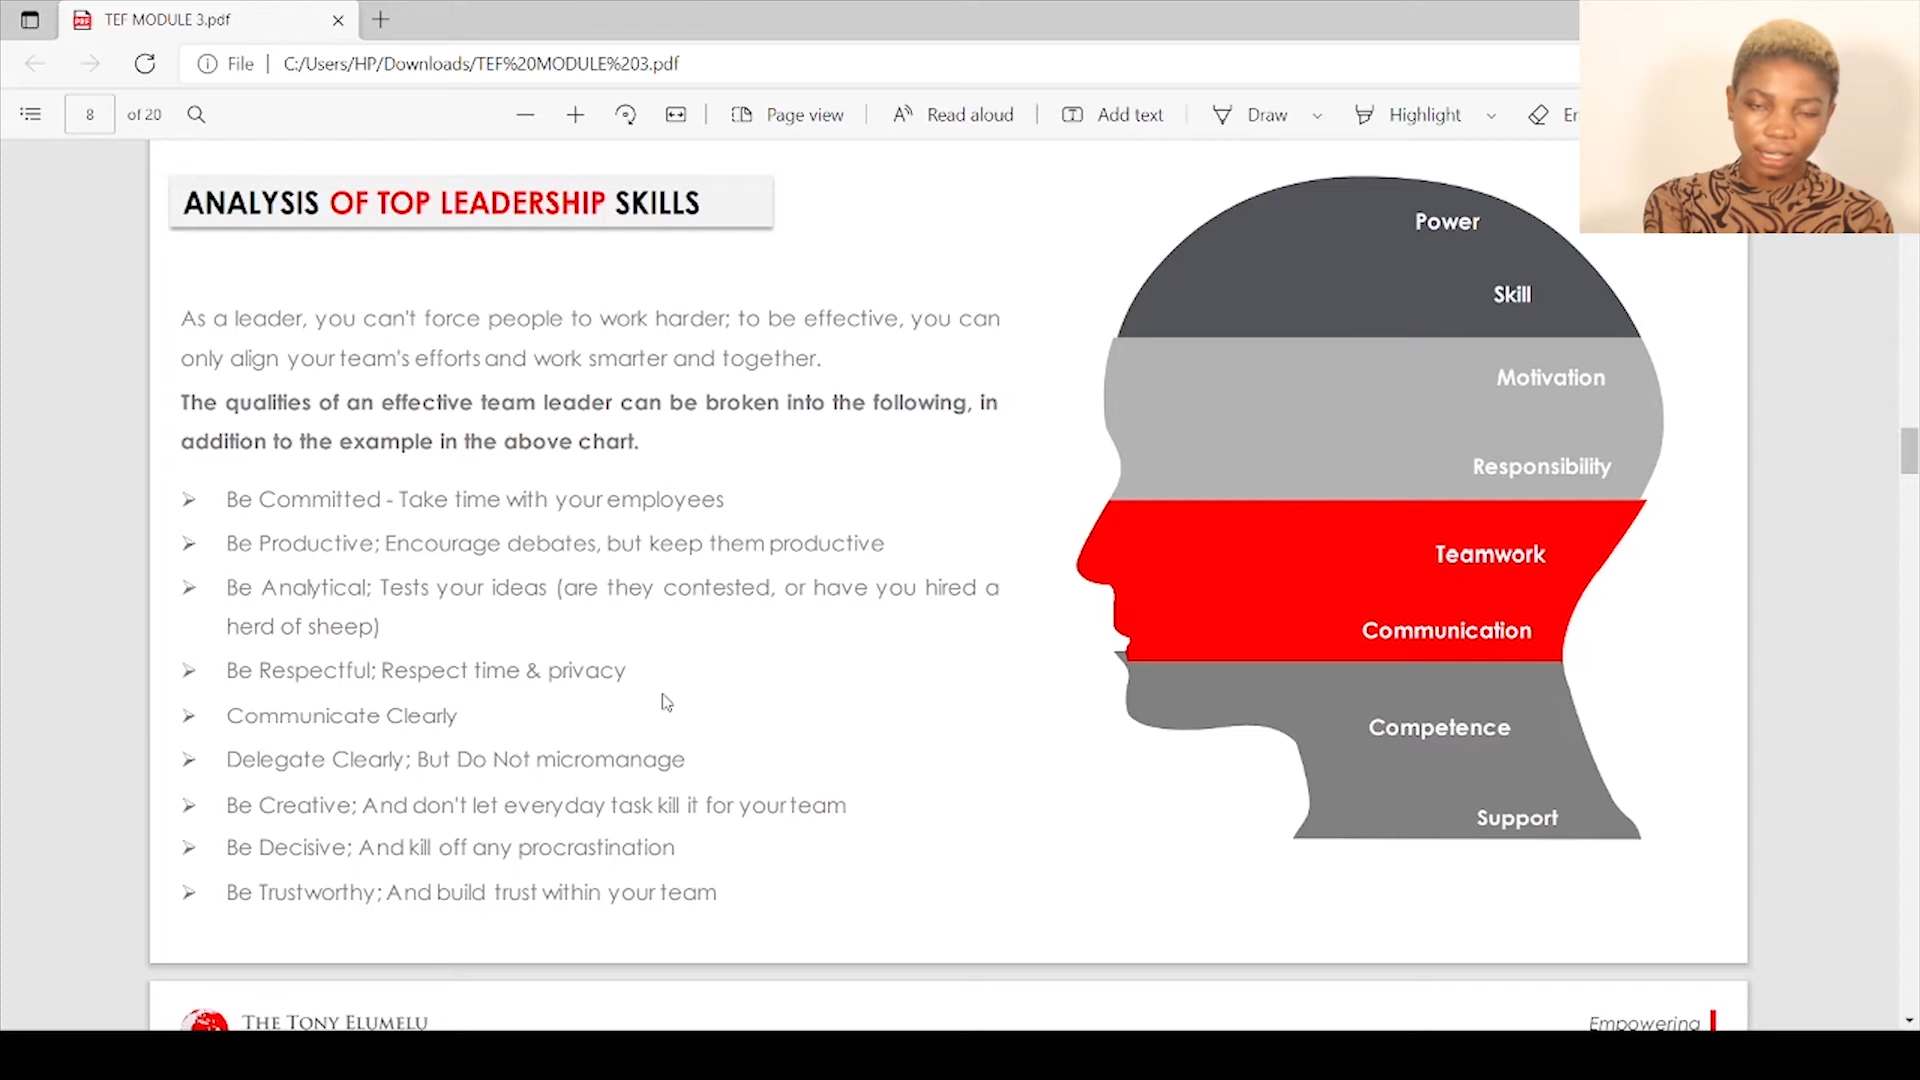 TEF MODULE 3.pdf
File
C:/Users/HP/Downloads/TEF%20MODULE%203.pdf
8 of 20
Page view
Read aloud
Add text
Draw
Highlight
ANALYSIS OF TOP LEADERSHIP SKILLS
As a leader, you can't force people to work harder; to be effective, you can
only align your team's efforts and work smarter and together.
The qualities of an effective team leader can be broken into the following, in
addition to the example in the above chart.
Be Committed - Take time with your employees
Be Productive; Encourage debates, but keep them productive
Be Analytical; Tests your ideas (are they contested, or have you hired a
herd of sheep)
Be Respectful; Respect time & privacy
Communicate Clearly
Delegate Clearly; But Do Not micromanage
Be Creative; And don't let everyday task kill it for your team
Be Decisive; And kill off any procrastination
Be Trustworthy; And build trust within your team
Power
Skill
Motivation
Responsibility
Teamwork
Communication
Competence
Support
THE TONY ELUMELU
Empowering